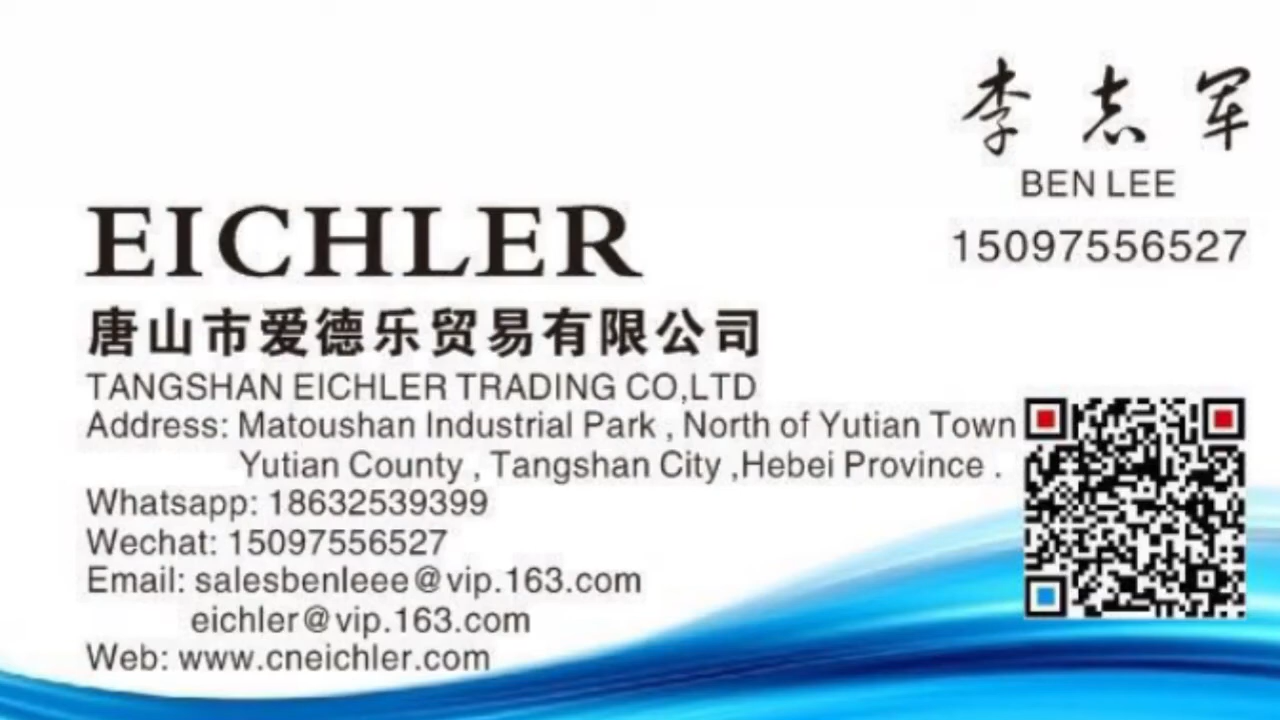 李志军
BEN LEE
15097556527
EICHLER
唐山市爱德乐贸易有限公司
TANGSHAN EICHLER TRADING CO,LTD
Address: Matoushan Industrial Park , North of Yutian Town
Yutian County , Tangshan City ,Hebei Province .
Whatsapp: 18632539399
Wechat: 15097556527
Email: salesbenleee@vip.163.com
eichler@vip.163.com
Web: www.cneichler.com